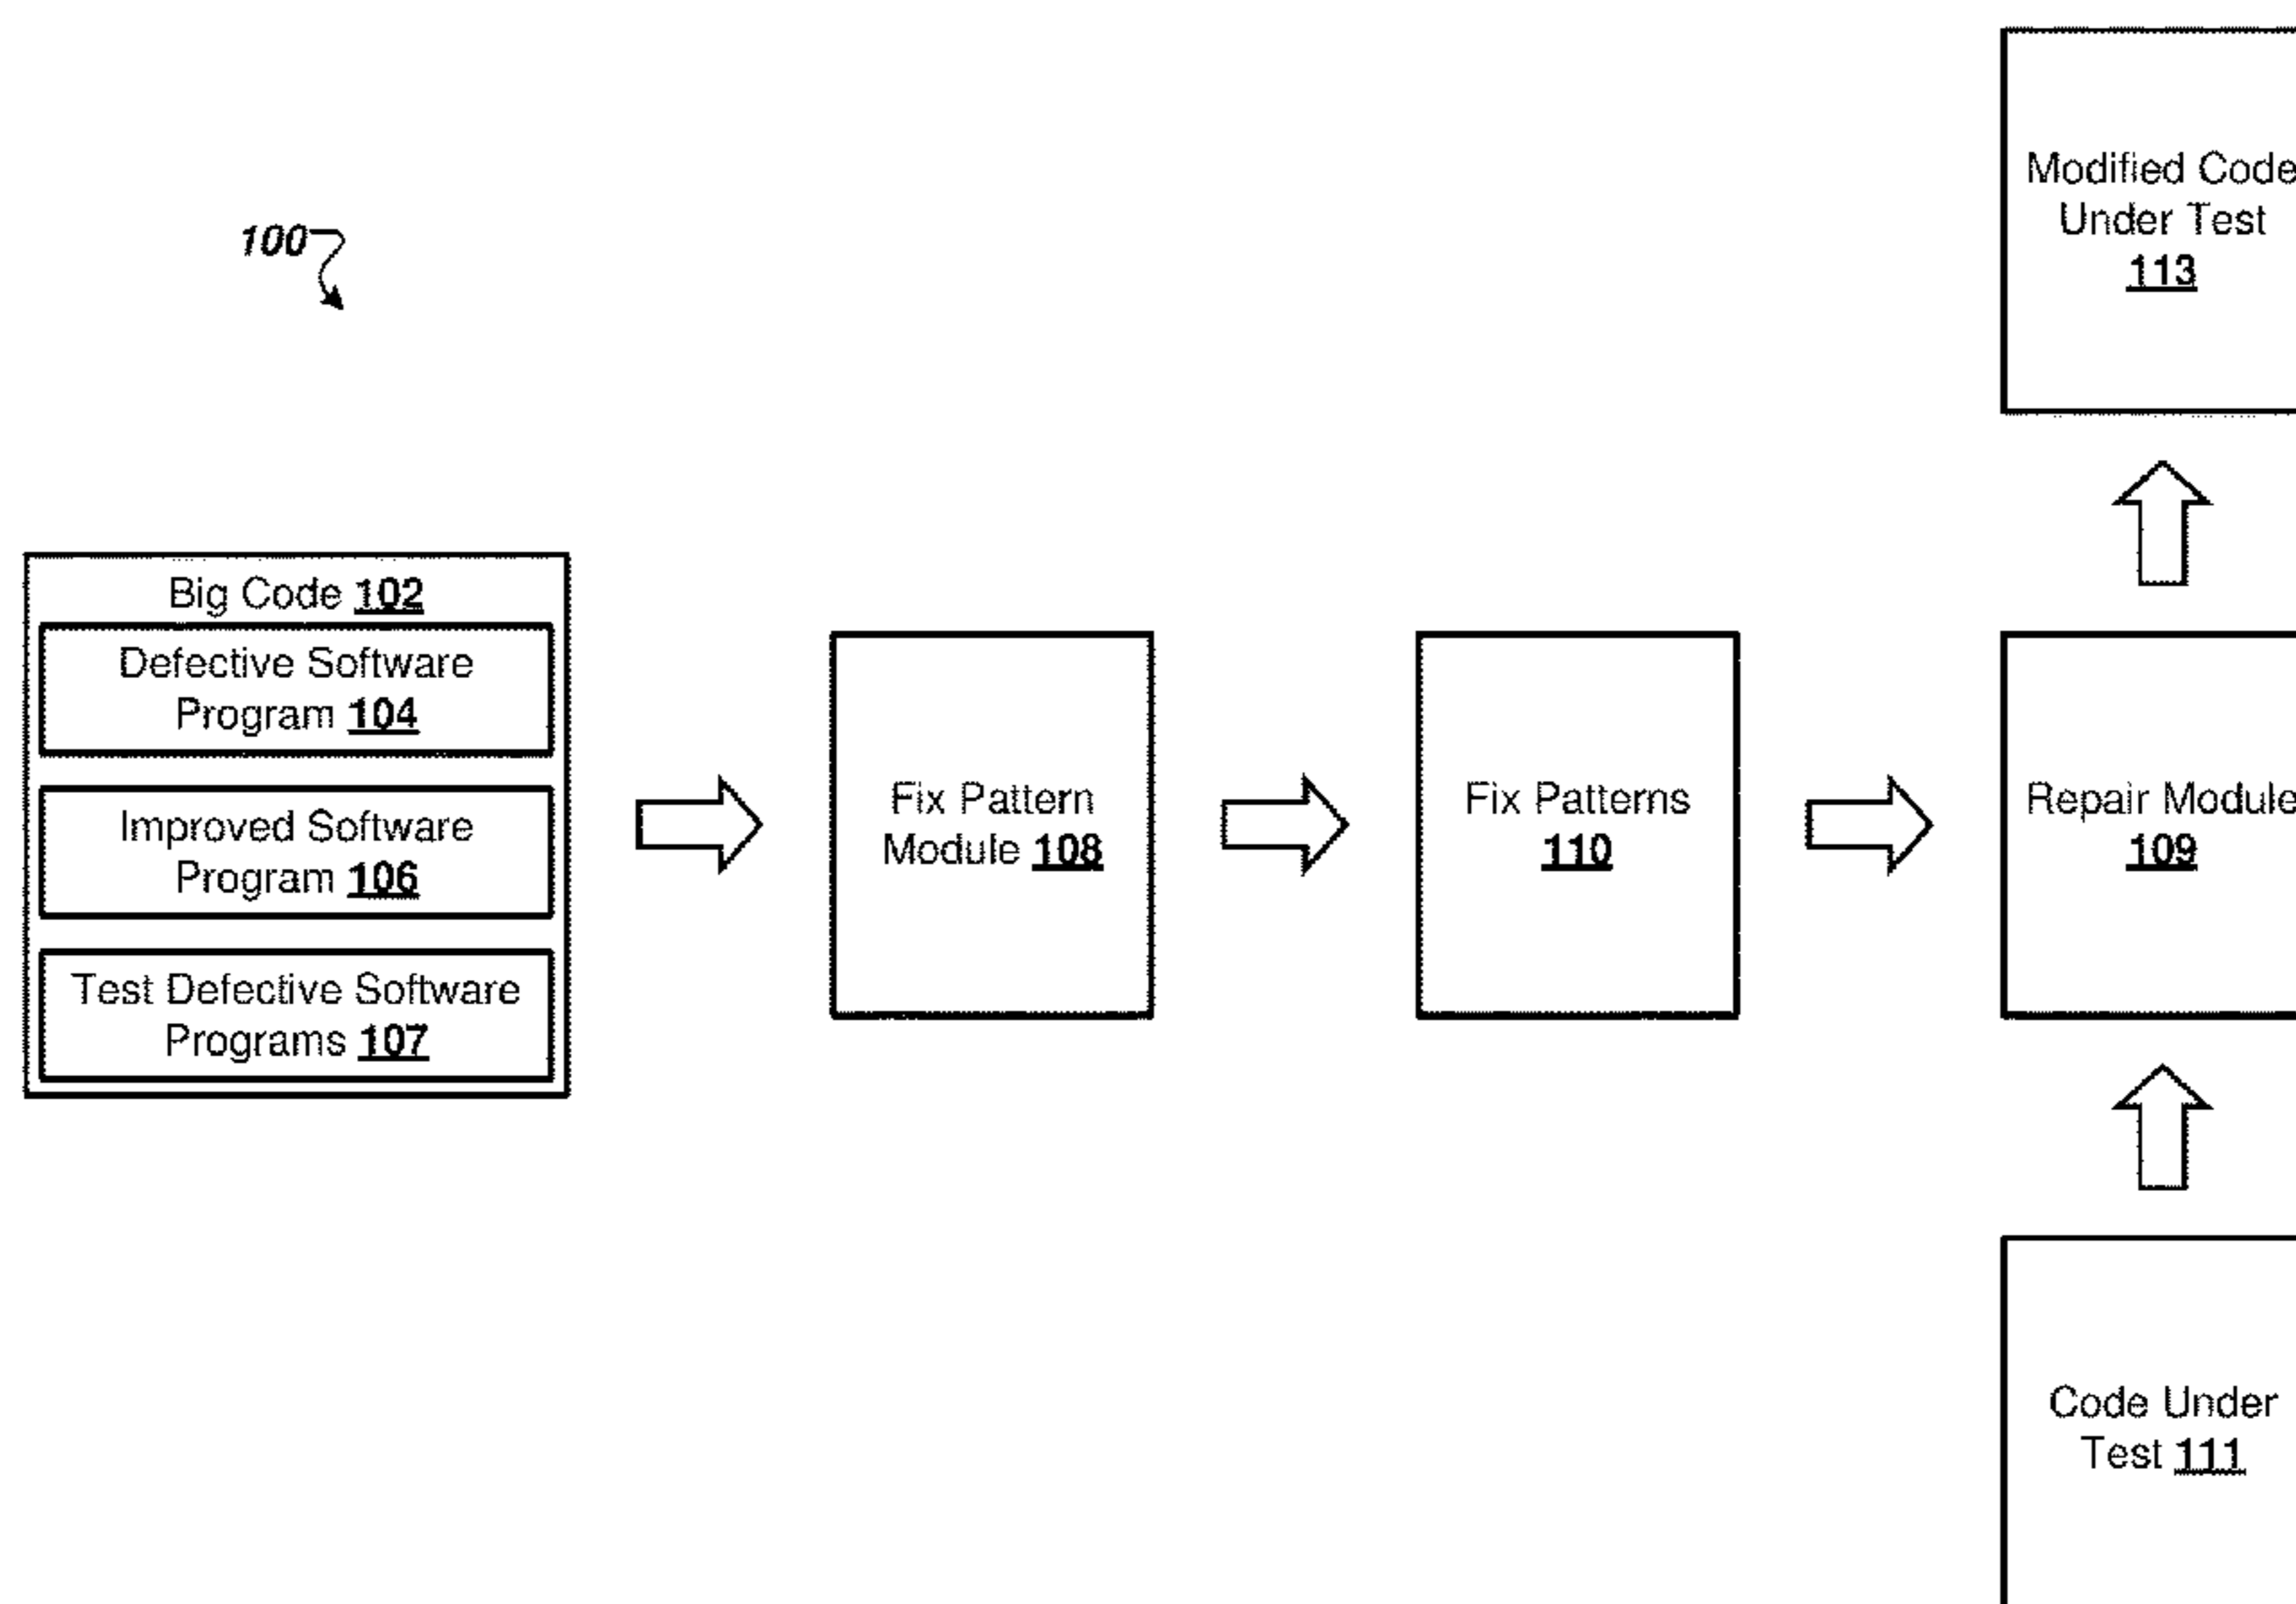 100
Modified Code
Under Test
113
Big Code 102
Defective Software
Program 104
Improved Software
Program 106
Test Defective Software
Programs 107
Fix Pattern
Module 108
Fix Patterns
110
Repair Module
109
Code Under
Test 111